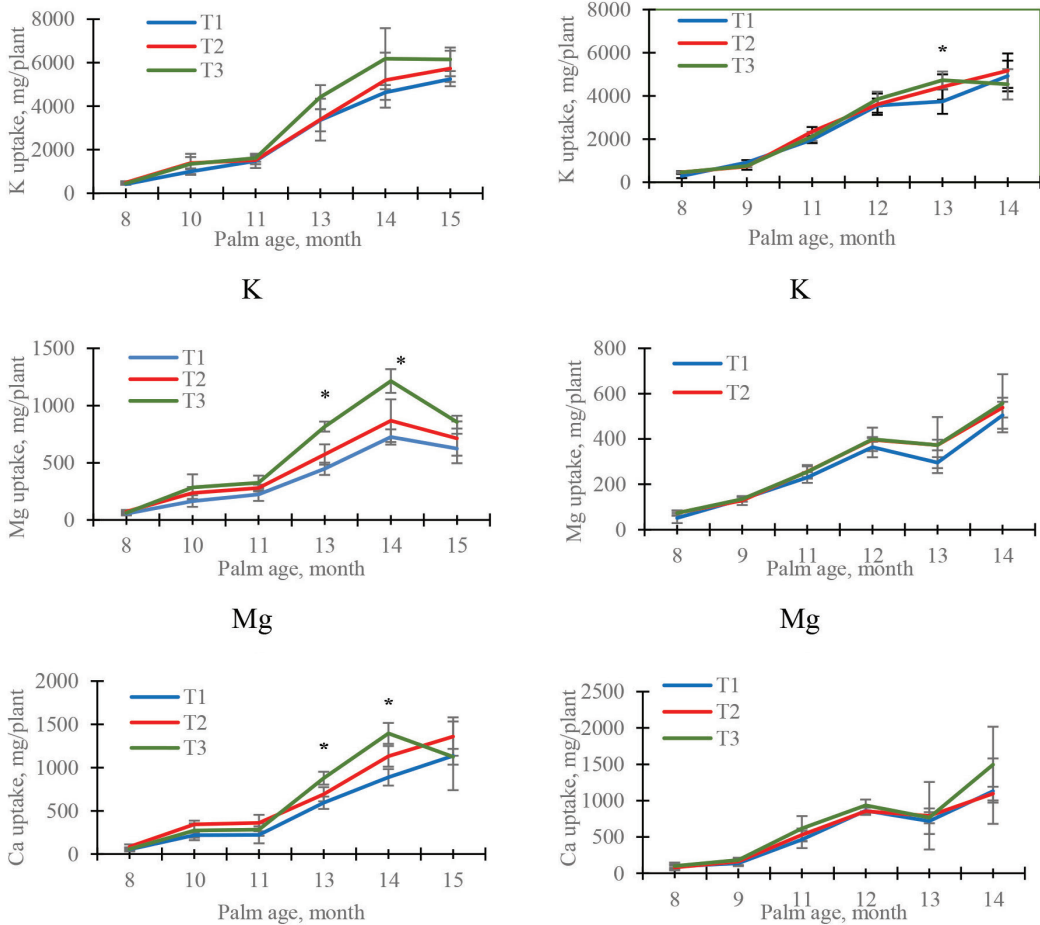 8000
6000
4000
2000
0
K uptake, mg/plant
T1
T2
T3
8 10 11 13 14 15
Palm age, month
K
8000
6000
4000
2000
0
K uptake, mg/plant
T1
T2
T3
*
8 9 11 12 13 14
Palm age, month
K
1500
1000
500
0
Mg uptake, mg/plant
T1
T2
T3
* *
8 10 11 13 14 15
Palm age, month
Mg
800
600
400
200
0
Mg uptake, mg/plant
T1
T2
8 9 11 12 13 14
Palm age, month
Mg
2000
1500
1000
500
0
Ca uptake, mg/plant
T1
T2
T3
* *
8 10 11 13 14 15
Palm age, month
2500
2000
1500
1000
500
0
Ca uptake, mg/plant
T1
T2
T3
8 9 11 12 13 14
Palm age, month